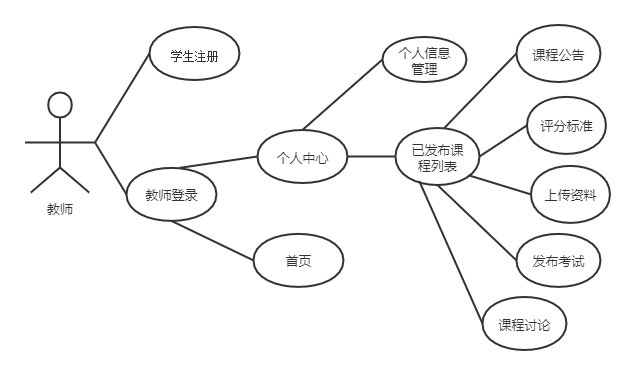 学生注册
个人信息
管理
课程公告
评分标准
个人中心
已发布课
程列表
教师登录
上传资料
教师
首页
发布考试
课程讨论